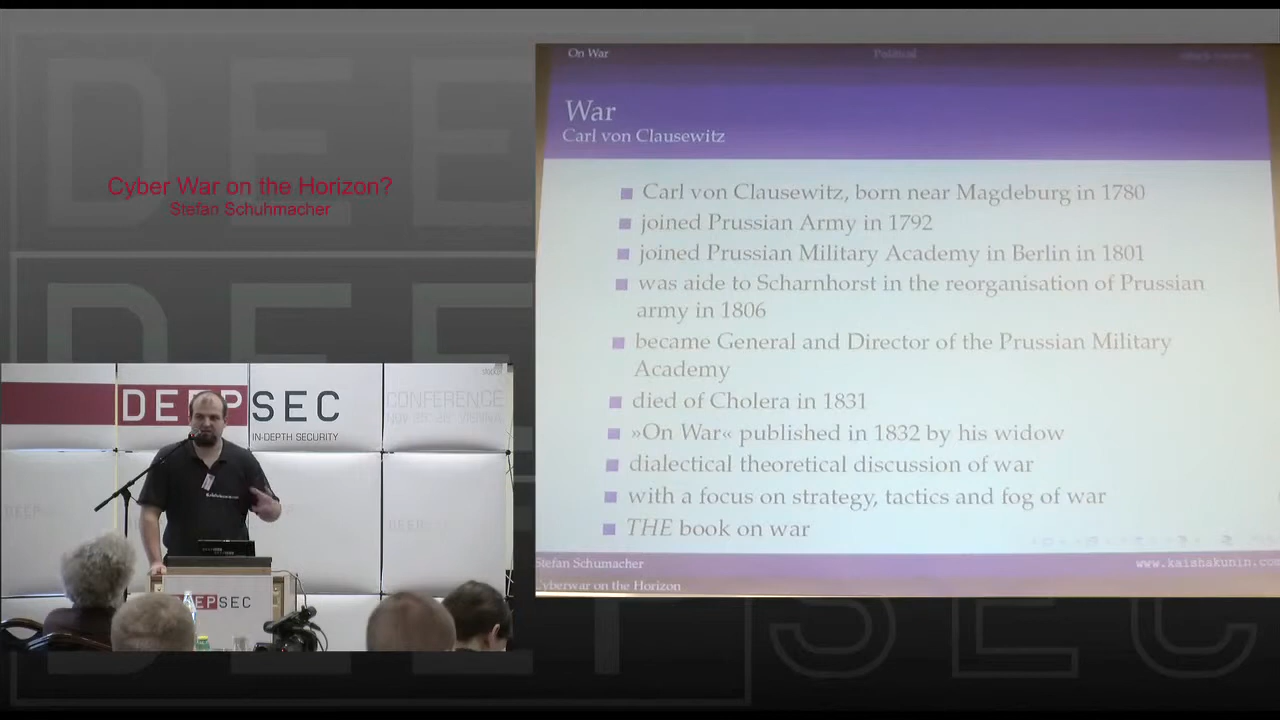 Cyber War on the Horizon?
Stefan Schuhmacher
DEEPSEC
IN-DEPTH SECURITY
CONFERENCE
DEEPSEC
On War
Political
War
Carl von Clausewitz
Carl von Clausewitz, born near Magdeburg in 1780
joined Prussian Army in 1792
joined Prussian Military Academy in Berlin in 1801
was aide to Scharnhorst in the reorganisation of Prussian
army in 1806
became General and Director of the Prussian Military
Academy
died of Cholera in 1831
»On War« published in 1832 by his widow
dialectical theoretical discussion of war
with a focus on strategy, tactics and fog of war
THE book on war
Stefan Schumacher
www.kaishakunin.com
Cyberwar on the Horizon